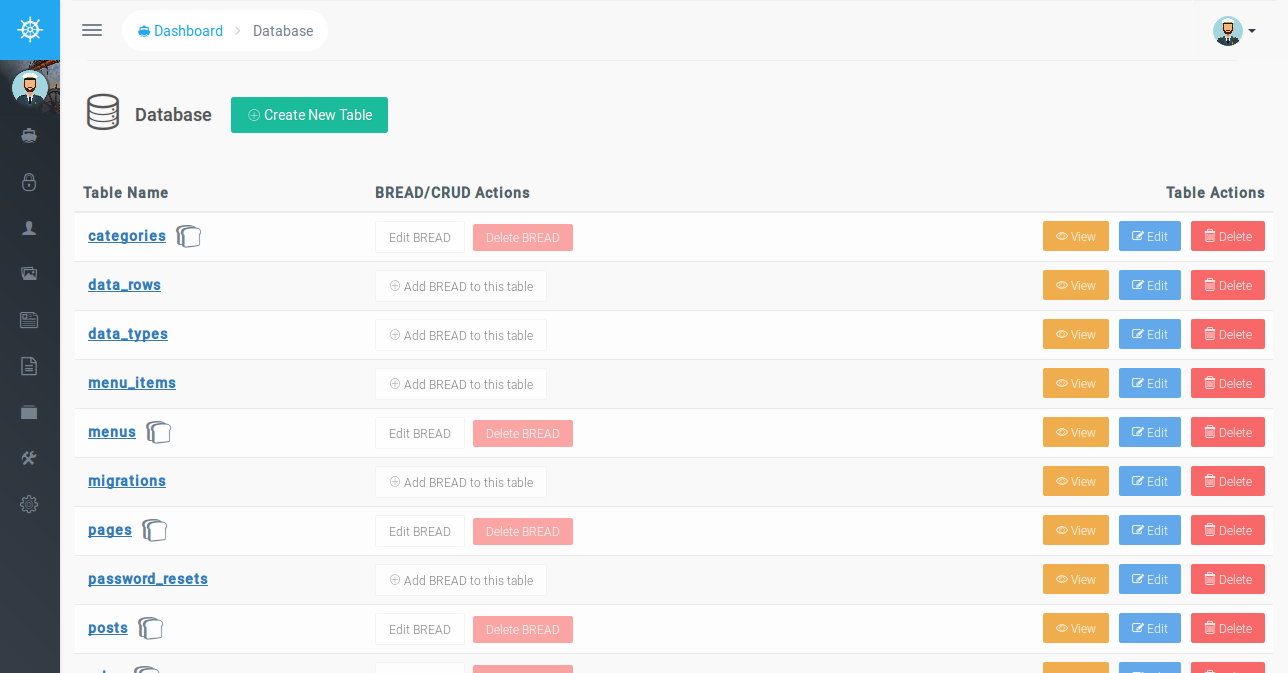 Dashboard > Database
Database Create New Table
Table Name BREAD/CRUD Actions Table Actions
categories Edit BREAD Delete BREAD View Edit Delete
data_rows Add BREAD to this table View Edit Delete
data_types Add BREAD to this table View Edit Delete
menu_items Add BREAD to this table View Edit Delete
menus Edit BREAD Delete BREAD View Edit Delete
migrations Add BREAD to this table View Edit Delete
pages Edit BREAD Delete BREAD View Edit Delete
password_resets Add BREAD to this table View Edit Delete
posts Edit BREAD Delete BREAD View Edit Delete